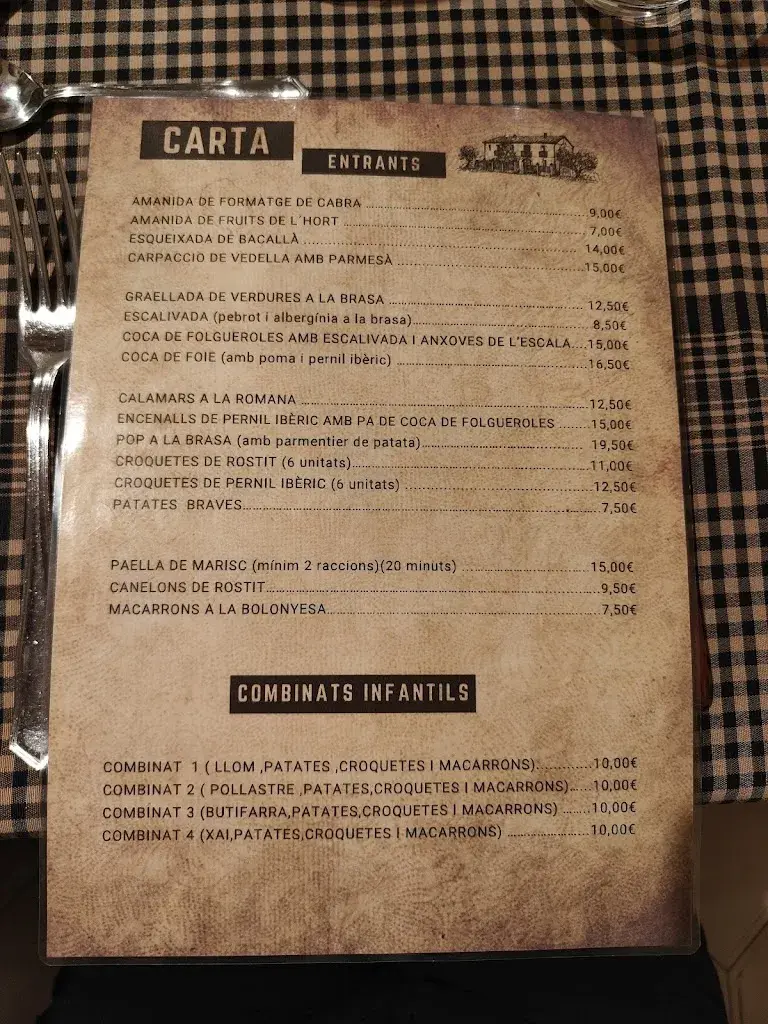 CARTA
ENTRANTS
AMANIDA DE FORMATGE DE CABRA ........ 9,00€
AMANIDA DE FRUITS DE L'HORT ........ 7,00€
ESQUEIXADA DE BACALLÀ ........ 14,00€
CARPACCIO DE VEDELLA AMB PARMESÀ ........ 15,00€
GRAELLADA DE VERDURES A LA BRASA ........ 12,50€
ESCALIVADA (pebrot i albergínia a la brasa)........ 8,50€
COCA DE FOLGUEROLES AMB ESCALIVADA I ANXOVES DE L'ESCALA....15,00€
COCA DE FOIE (amb poma i pernil ibèric) ........ 16,50€
CALAMARS A LA ROMANA ........ 12,50€
ENCENALLS DE PERNIL IBÈRIC AMB PA DE COCA DE FOLGUEROLES ........ 15,00€
POP A LA BRASA (amb parmentier de patata)........ 19,50€
CROQUETES DE ROSTIT (6 unitats)........ 11,00€
CROQUETES DE PERNIL IBÈRIC (6 unitats) ........ 12,50€
PATATES BRAVES........ 7,50€
PAELLA DE MARISC (mínim 2 raccions)(20 minuts) ........ 15,00€
CANELONS DE ROSTIT........ 9,50€
MACARRONS A LA BOLONYESA........ 7,50€
COMBINATS INFANTILS
COMBINAT 1 ( LLOM ,PATATES ,CROQUETES I MACARRONS)........ 10,00€
COMBINAT 2 ( POLLASTRE ,PATATES,CROQUETES I MACARRONS)........ 10,00€
COMBINAT 3 (BUTIFARRA,PATATES,CROQUETES I MACARRONS) ........ 10,00€
COMBINAT 4 (XAI,PATATES,CROQUETES I MACARRONS) ........ 10,00€